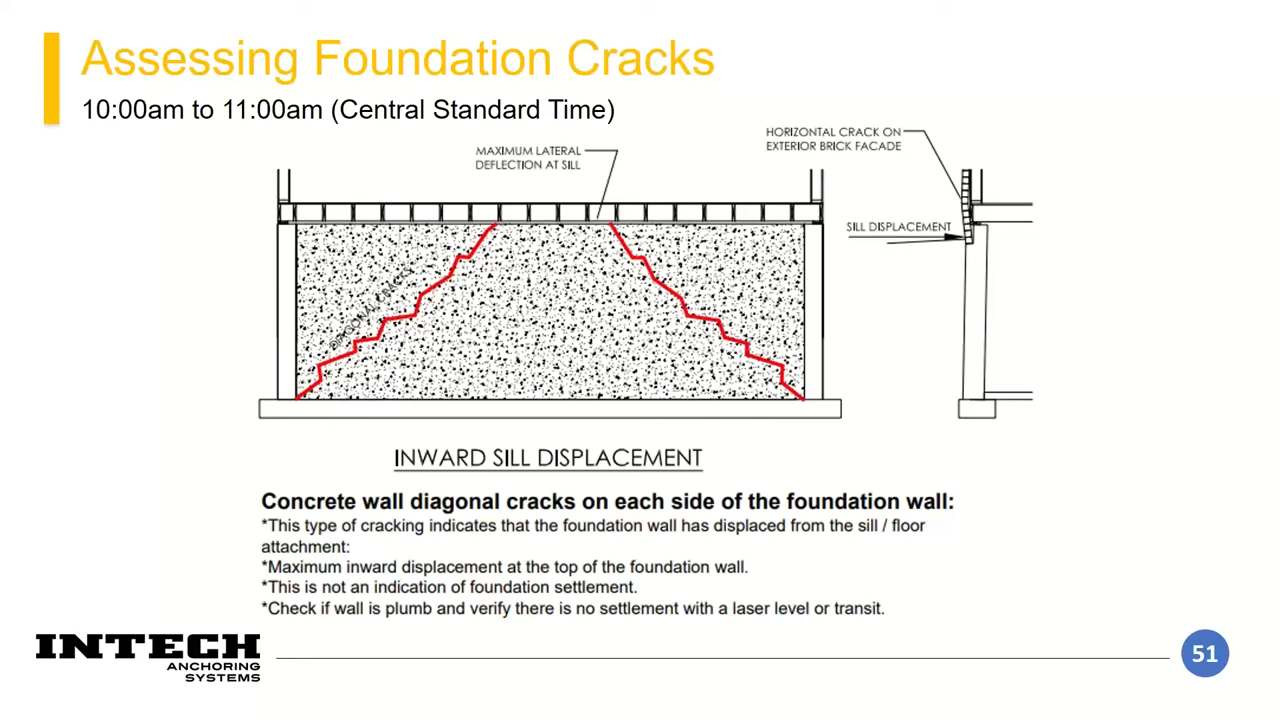 Assessing Foundation Cracks
10:00am to 11:00am (Central Standard Time)
HORIZONTAL CRACK ON
EXTERIOR BRICK FACADE
MAXIMUM LATERAL
DEFLECTION AT SILL
SILL DISPLACEMENT
DIAGONAL CRACKS
INWARD SILL DISPLACEMENT
Concrete wall diagonal cracks on each side of the foundation wall:
*This type of cracking indicates that the foundation wall has displaced from the sill / floor
attachment:
*Maximum inward displacement at the top of the foundation wall.
*This is not an indication of foundation settlement.
*Check if wall is plumb and verify there is no settlement with a laser level or transit.
INTECH
ANCHORING
SYSTEMS
51